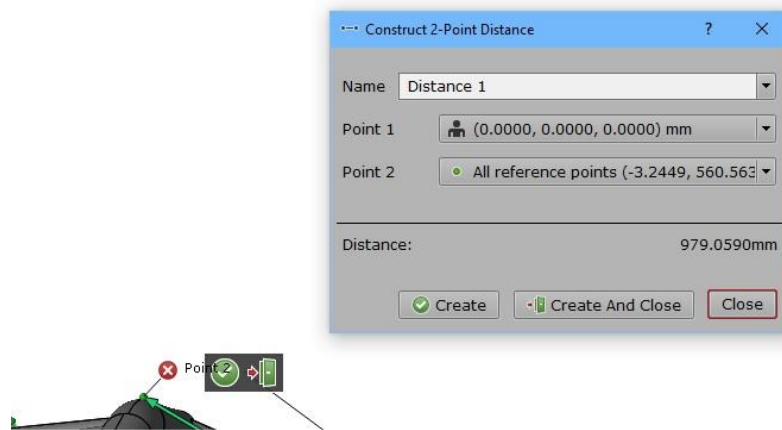 Construct 2-Point Distance ?
Name Distance 1
Point 1 (0.0000, 0.0000, 0.0000) mm
Point 2 All reference points (-3.2449, 560.563
Distance: 979.0590mm
Create Create And Close Close
Point 2